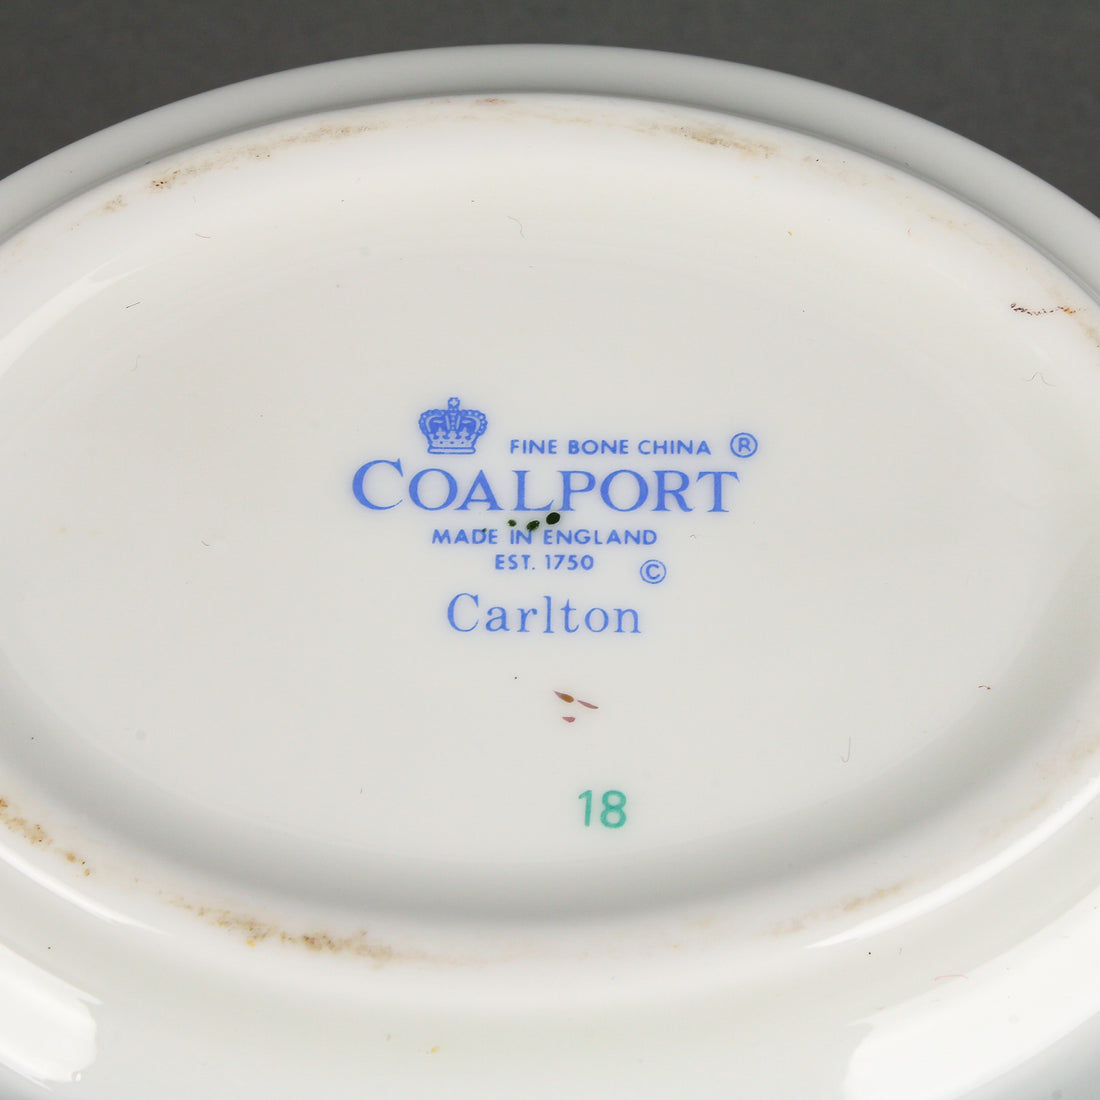 FINE BONE CHINA ®
COALPORT
MADE IN ENGLAND
EST. 1750 ©
Carlton
18